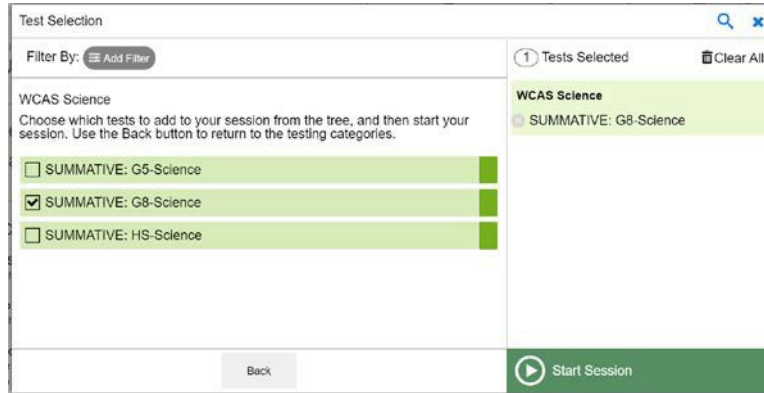 Test Selection
Filter By: Add Filter
1 Tests Selected
Clear All
WCAS Science
Choose which tests to add to your session from the tree, and then start your
session. Use the Back button to return to the testing categories.
SUMMATIVE: G5-Science
SUMMATIVE: G8-Science
SUMMATIVE: HS-Science
WCAS Science
SUMMATIVE: G8-Science
Back
Start Session